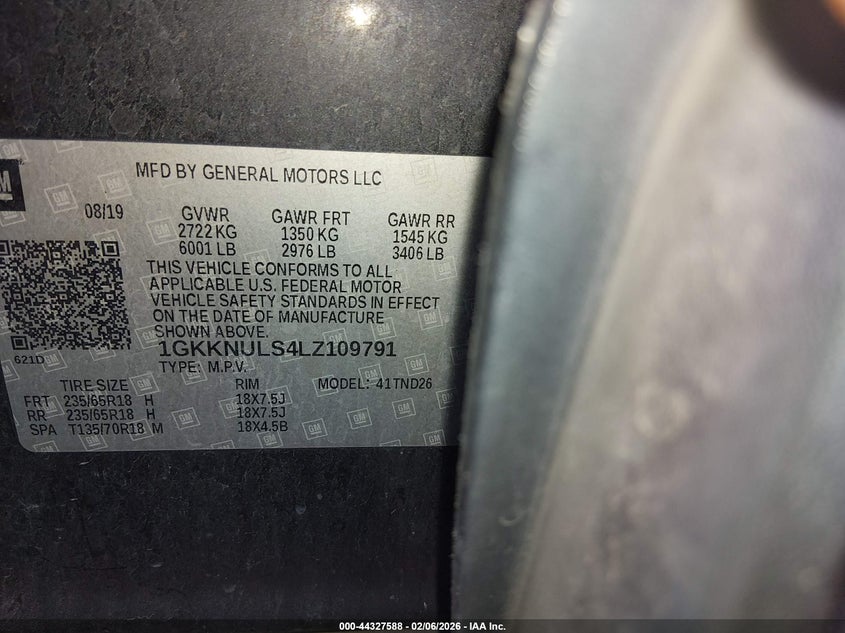 MFD BY GENERAL MOTORS LLC
08/19 GVWR GAWR FRT GAWR RR
2722 KG 1350 KG 1545 KG
6001 LB 2976 LB 3406 LB
THIS VEHICLE CONFORMS TO ALL
APPLICABLE U.S. FEDERAL MOTOR
VEHICLE SAFETY STANDARDS IN EFFECT
ON THE DATE OF MANUFACTURE
SHOWN ABOVE.
621D 1GKKNULS4LZ109791
TYPE: M.P.V.
TIRE SIZE RIM MODEL: 41TND26
FRT 235/65R18 H 18X7.5J
RR 235/65R18 H 18X7.5J
SPA T135/70R18 M 18X4.5B
000-44327588 - 02/06/2026 - IAA Inc.